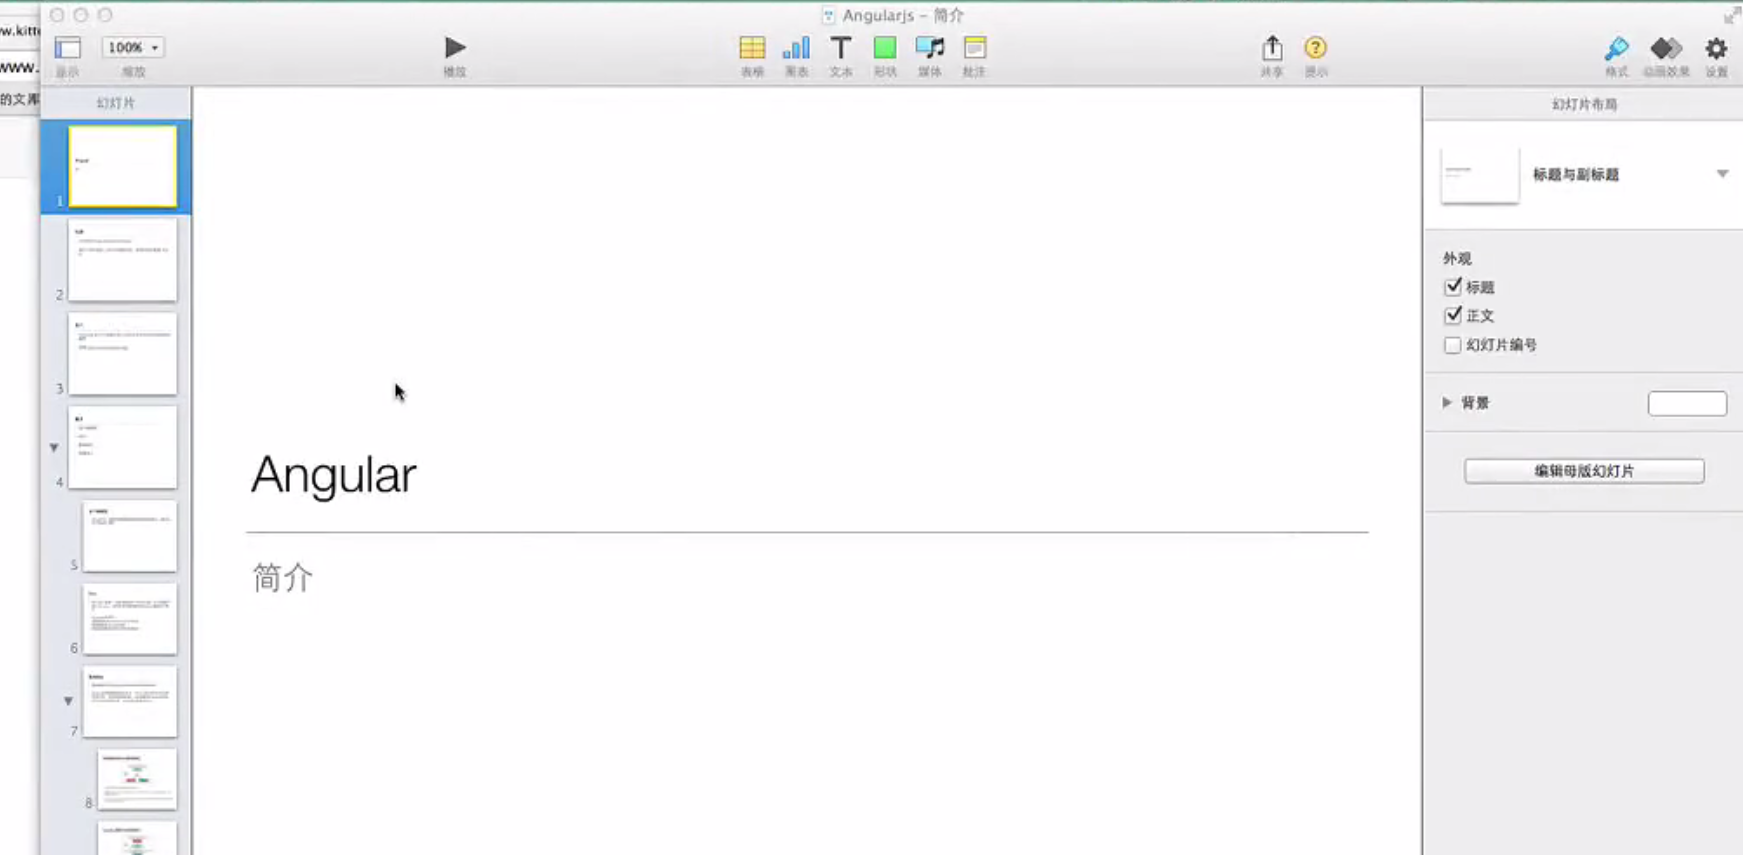 Angularjs – 简介
100%
显示
缩放
播放
表格
图表
文本
形状
媒体
批注
共享
提示
格式
动画效果
设置
www.
的文库
幻灯片
1
2
3
4
5
6
7
8
Angular
简介
幻灯片布局
标题与副标题
外观
标题
正文
幻灯片编号
背景
编辑母版幻灯片